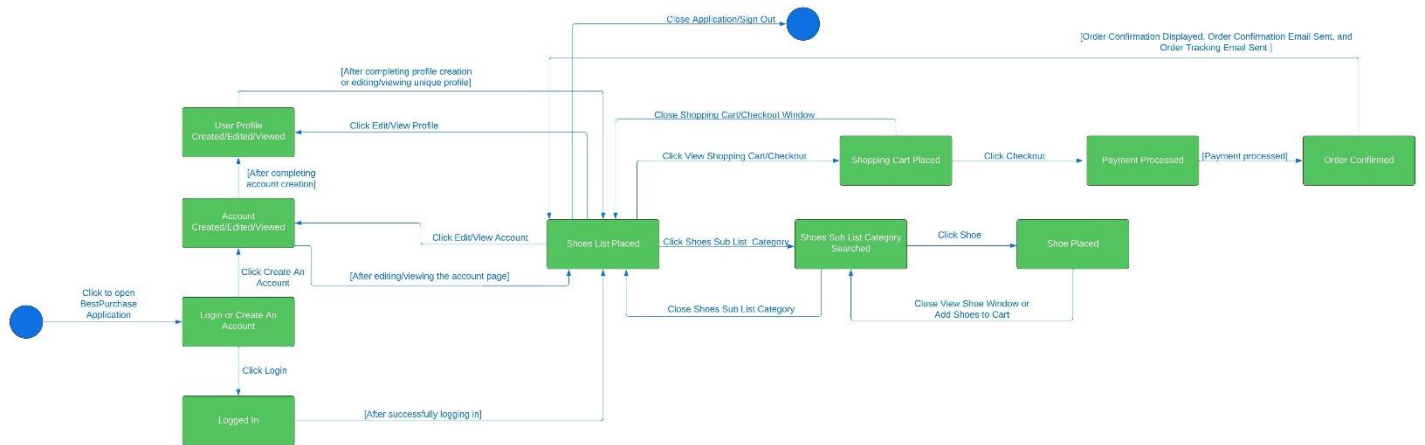 Close Application/Sign Out
[Order Confirmation Displayed, Order Confirmation Email Sent, and
Order Tracking Email Sent ]
[After completing profile creation
or editing/viewing unique profile]
User Profile
Created/Edited/Viewed
Click Edit/View Profile
Close Shopping Cart/Checkout Window
Click View Shopping Cart/Checkout
Shopping Cart Placed
Click Checkout
Payment Processed
[Payment processed]
Order Confiirmed
[After completing
account creation]
Account
Created/Edited/Viewed
Click Edit/View Account
Shoes List Placed
Click Shoes Sub List  Category
Shoes Sub List Category
Searched
Click Shoe
Shoe Placed
[After editing/viewing the account page]
Click Create An
Account
Click to open
BestPurchase
Application
Login or Create An
Account
Close Shoes Sub List Category
Close View Shoe Window or
Add Shoes to Cart
Click Login
Logged In
[After successfully logging in]